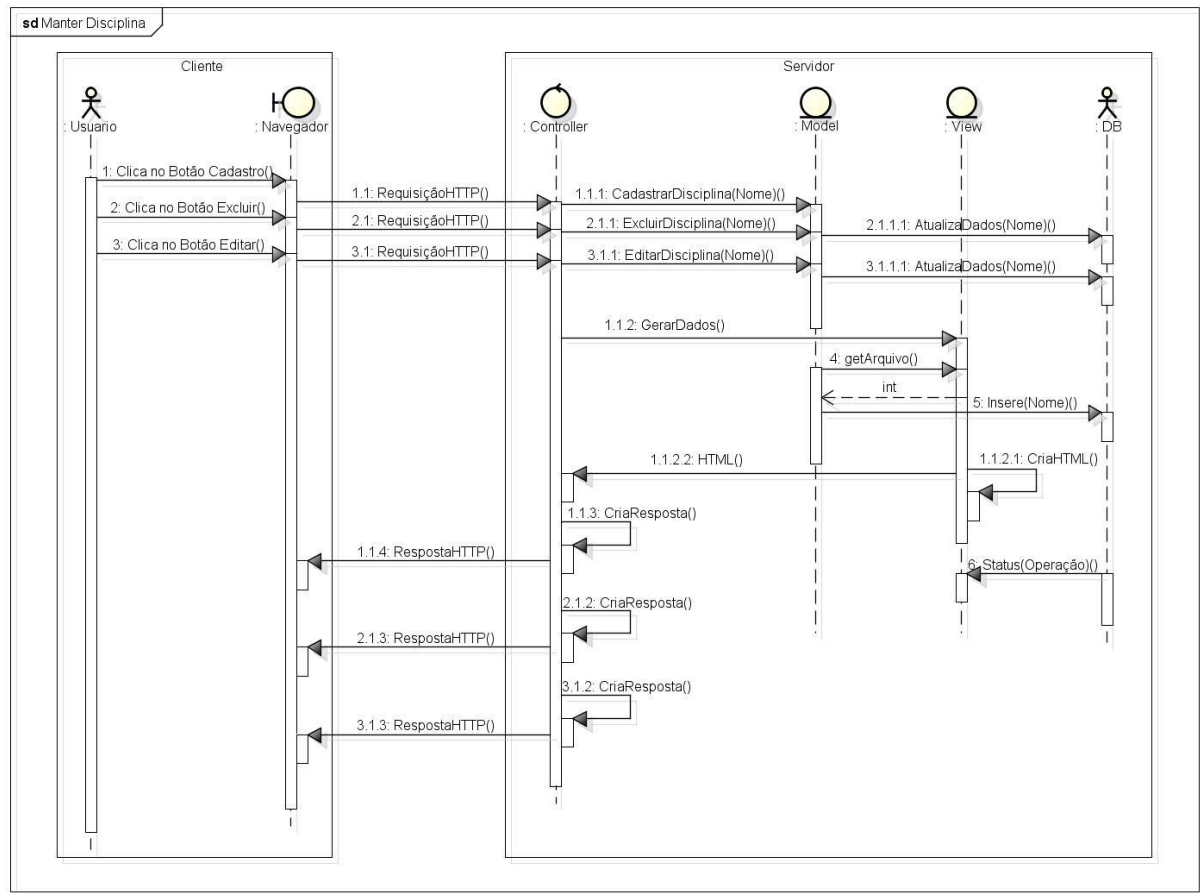 sd Manter Disciplina
Cliente
Servidor
: Usuario
: Navegador
: Controller
: Model
: View
: DB
1: Clica no Botão Cadastro()
1.1: RequisiçãoHTTP()
1.1.1: CadastrarDisciplina(Nome)()
2: Clica no Botão Excluir()
2.1: RequisiçãoHTTP()
2.1.1: ExcluirDisciplina(Nome)()
2.1.1.1: AtualizaDados(Nome)()
3: Clica no Botão Editar()
3.1: RequisiçãoHTTP()
3.1.1: EditarDisciplina(Nome)()
3.1.1.1: AtualizaDados(Nome)()
1.1.2: GerarDados()
4: getArquivo()
int
5: Insere(Nome)()
1.1.2.2: HTML()
1.1.2.1: CriaHTML()
1.1.3: CriaResposta()
1.1.4: RespostaHTTP()
6: Status(Operação)()
2.1.2: CriaResposta()
2.1.3: RespostaHTTP()
3.1.2: CriaResposta()
3.1.3: RespostaHTTP()